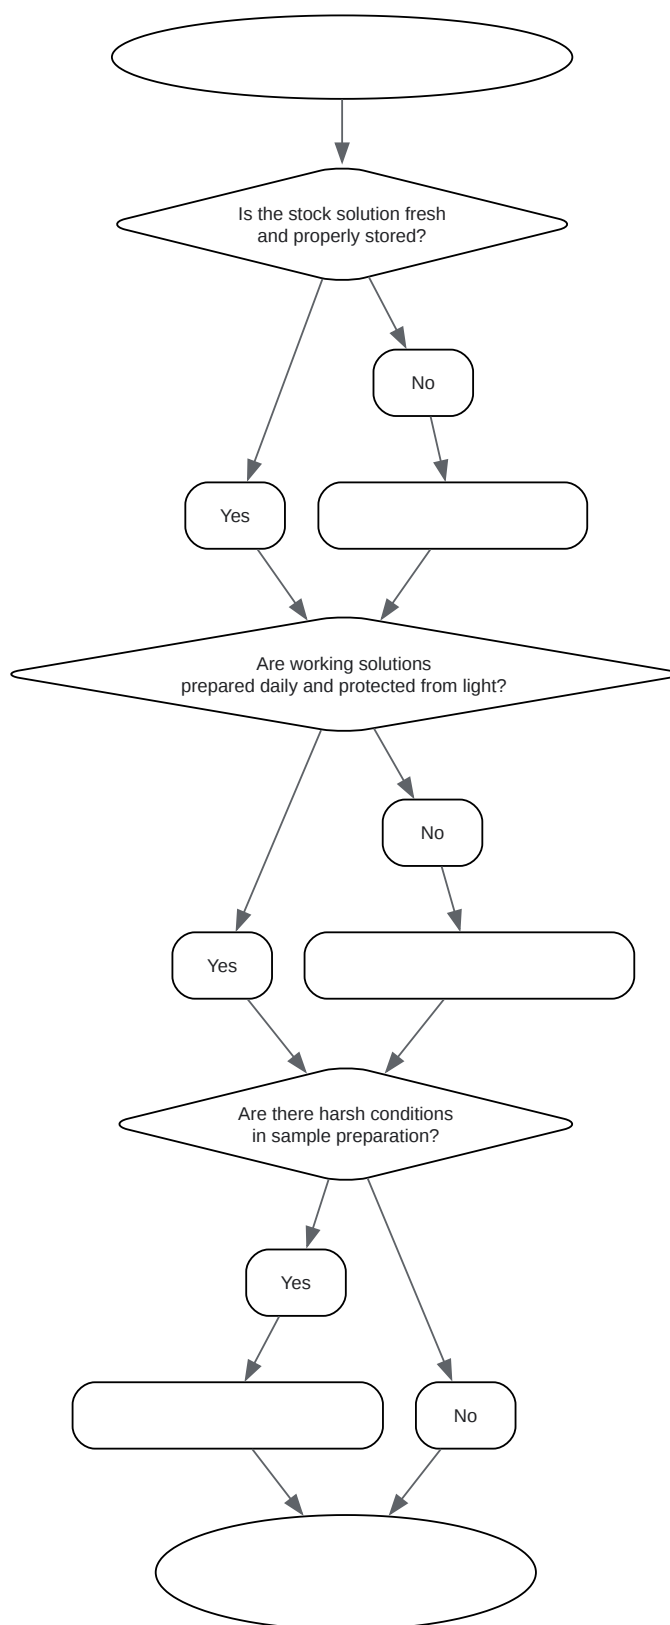 Is the stock solution fresh
and properly stored?
No
Yes
Are working solutions
prepared daily and protected from light?
No
Yes
Are there harsh conditions
in sample preparation?
Yes
No